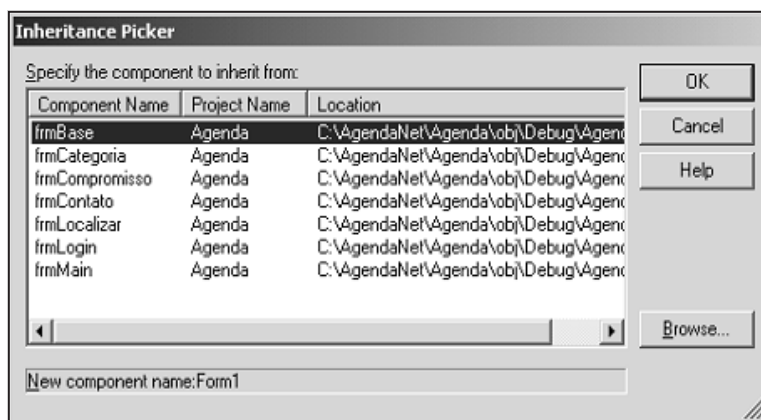 Inheritance Picker
Specify the component to inherit from:
OK
Component Name Project Name Location
frmBase Agenda C:\AgendaNet\Agenda\obj\Debug\Agend
Cancel
frmCategoria Agenda C:\AgendaNet\Agenda\obj\Debug\Agend
frmCompromisso Agenda C:\AgendaNet\Agenda\obj\Debug\Agend
Help
frmContato Agenda C:\AgendaNet\Agenda\obj\Debug\Agend
frmLocalizar Agenda C:\AgendaNet\Agenda\obj\Debug\Agend
frmLogin Agenda C:\AgendaNet\Agenda\obj\Debug\Agend
frmMain Agenda C:\AgendaNet\Agenda\obj\Debug\Agend
Browse...
New component name:Form1